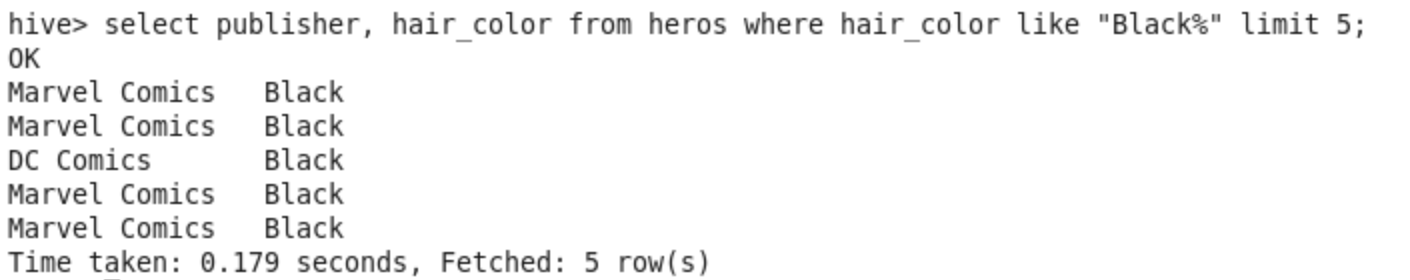 hive> select publisher, hair_color from heros where hair_color like "Black%" limit 5;
OK
Marvel Comics   Black
Marvel Comics   Black
DC Comics       Black
Marvel Comics   Black
Marvel Comics   Black
Time taken: 0.179 seconds, Fetched: 5 row(s)